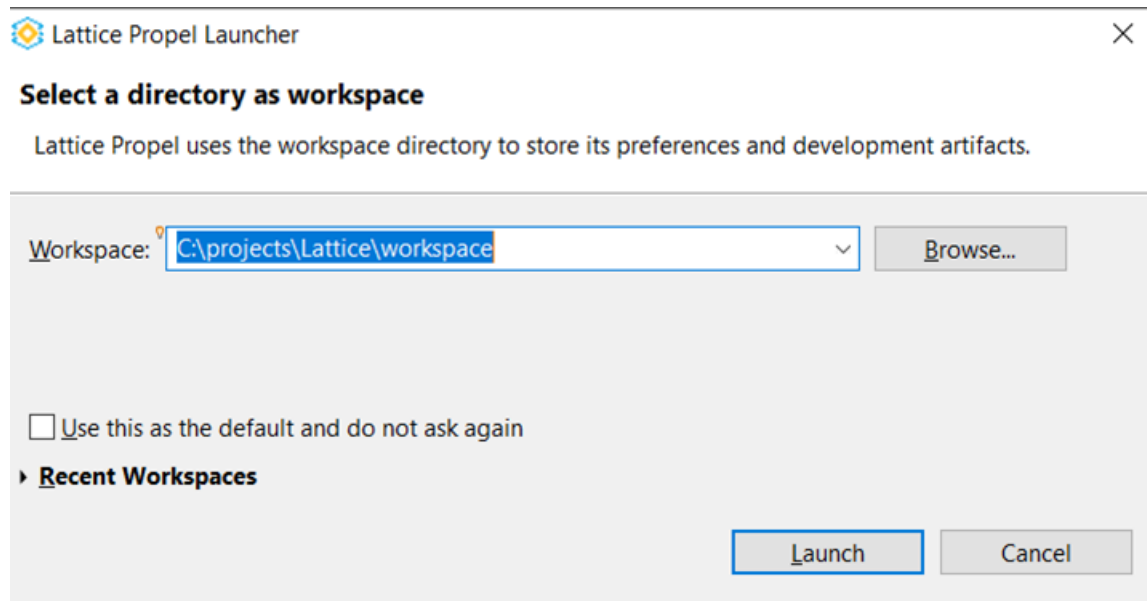 Lattice Propel Launcher
Select a directory as workspace
Lattice Propel uses the workspace directory to store its preferences and development artifacts.
Workspace: C:\projects\Lattice\workspace Browse...
Use this as the default and do not ask again
Recent Workspaces
Launch Cancel